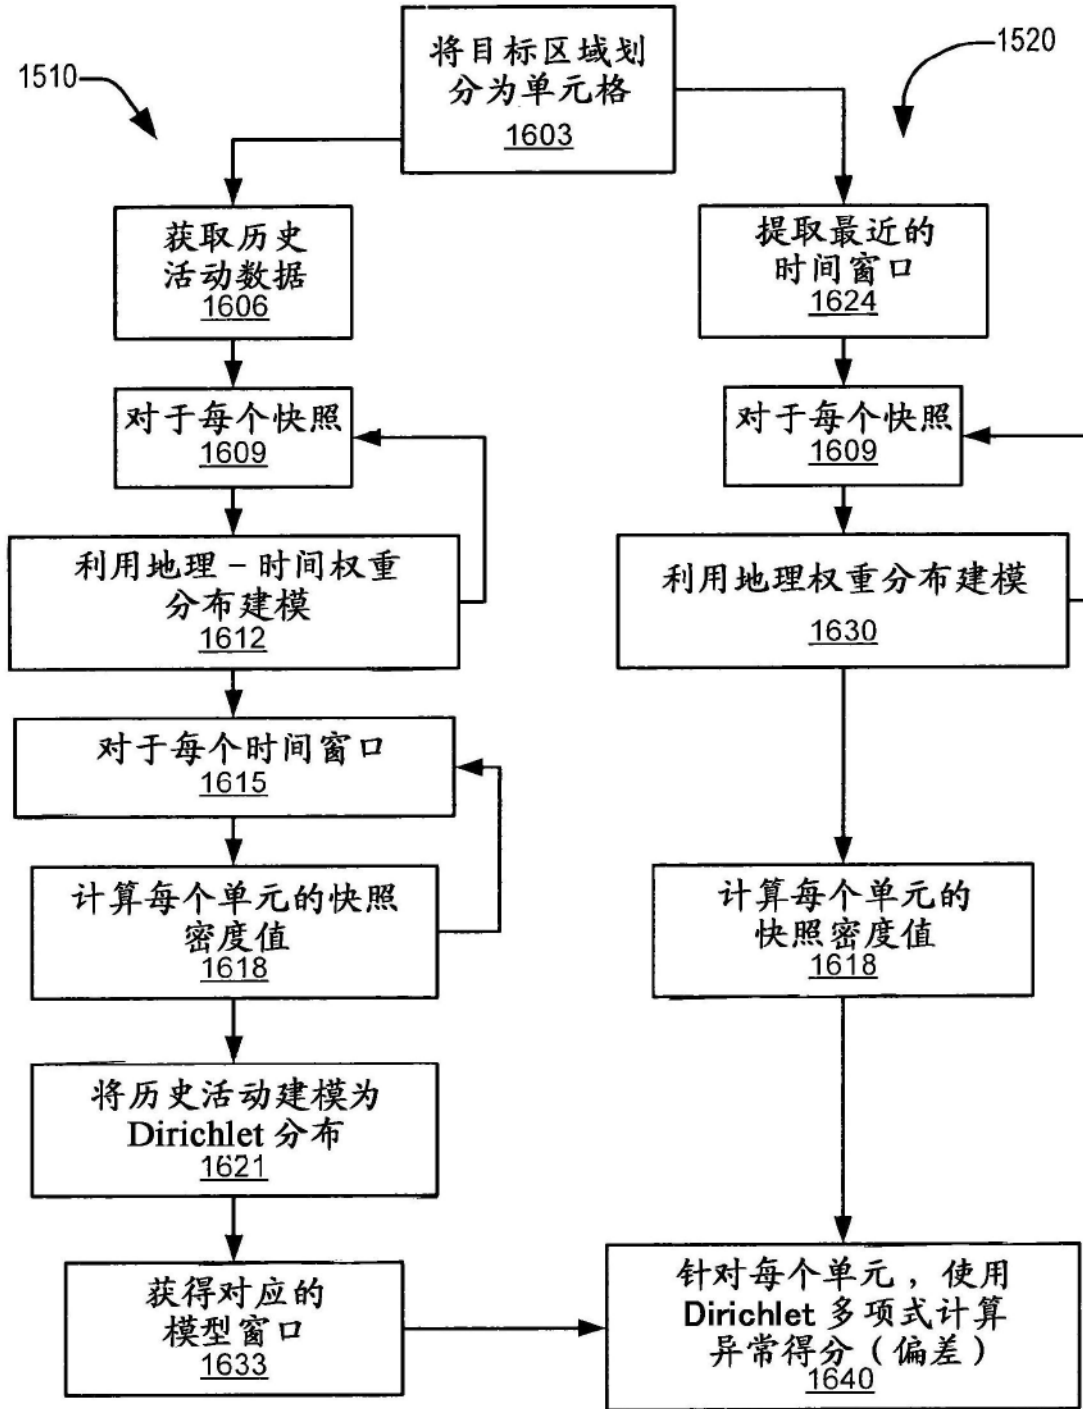 将目标区域划
分为单元格
1603
1510
1520
获取历史
活动数据
1606
提取最近的
时间窗口
1624
对于每个快照
1609
对于每个快照
1609
利用地理-时间权重
分布建模
1612
利用地理权重分布建模
1630
对于每个时间窗口
1615
计算每个单元的快照
密度值
1618
计算每个单元的
快照密度值
1618
将历史活动建模为
Dirichlet 分布
1621
获得对应的
模型窗口
1633
针对每个单元，使用
Dirichlet 多项式计算
异常得分（偏差）
1640